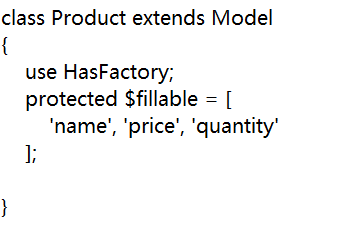 class Product extends Model
{
    use HasFactory;
    protected $fillable = [
        'name', 'price', 'quantity'
    ];
}